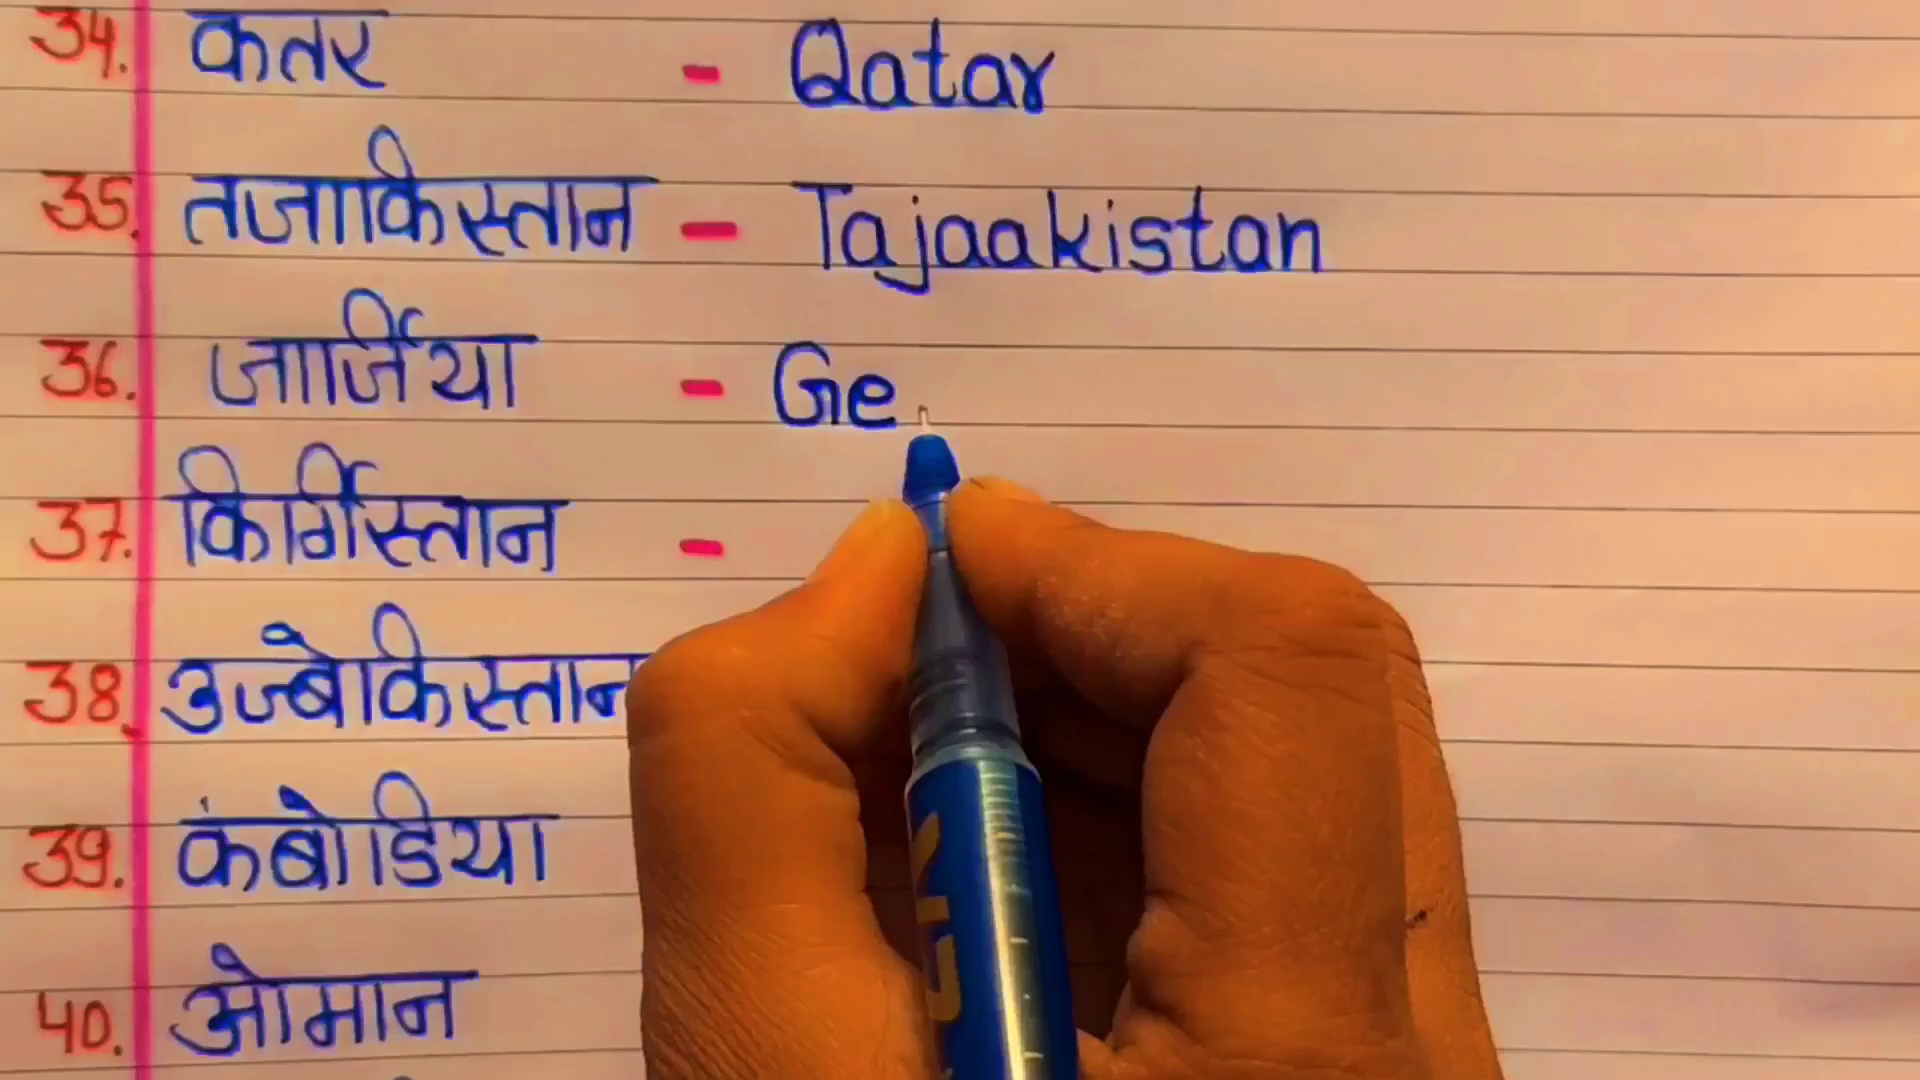 34. कतर - Qatar
35. तजाकिस्तान - Tajaakistan
36. जार्जिया - Ge
37. किर्गिस्तान -
38. उज्बेकिस्तान
39. कंबोडिया
40. ओमान